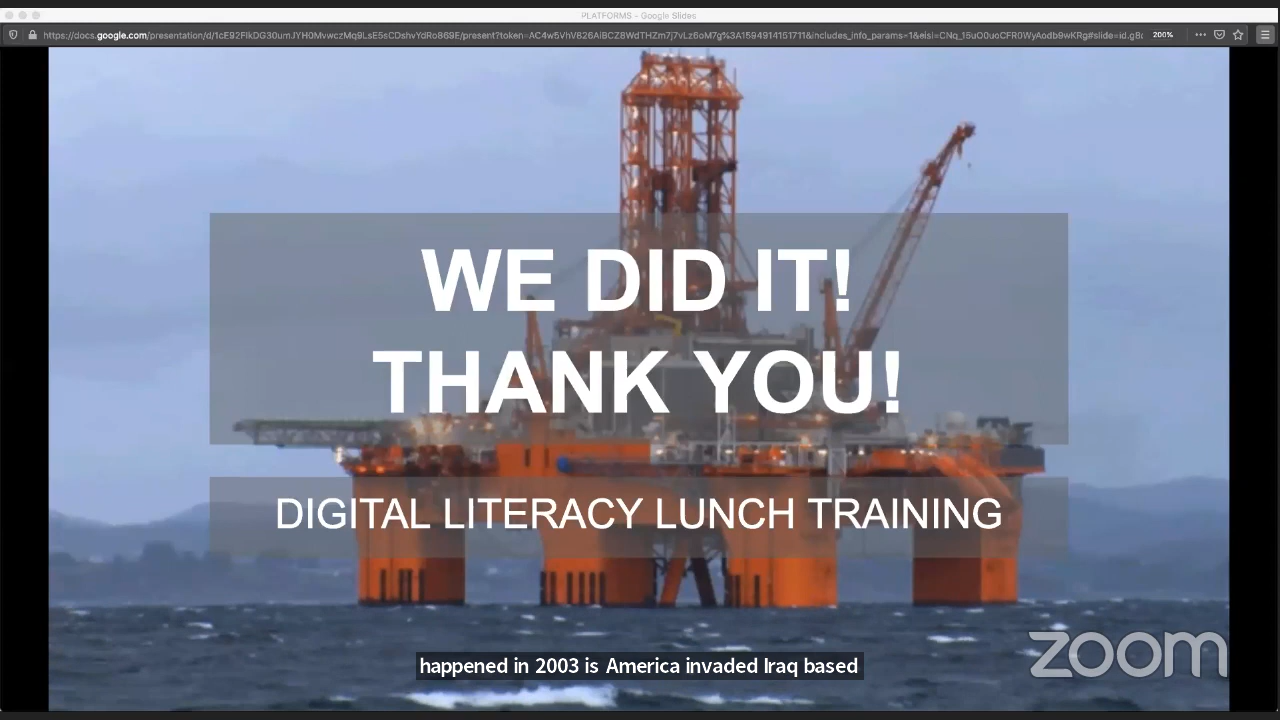 PLATFORMS - Google Slides
200%
WE DID IT!
THANK YOU!
DIGITAL LITERACY LUNCH TRAINING
zoom
happened in 2003 is America invaded Iraq based